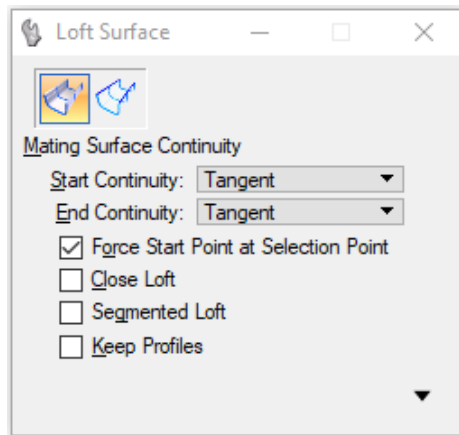 Loft Surface
Mating Surface Continuity
Start Continuity: Tangent
End Continuity: Tangent
Force Start Point at Selection Point
Close Loft
Segmented Loft
Keep Profiles